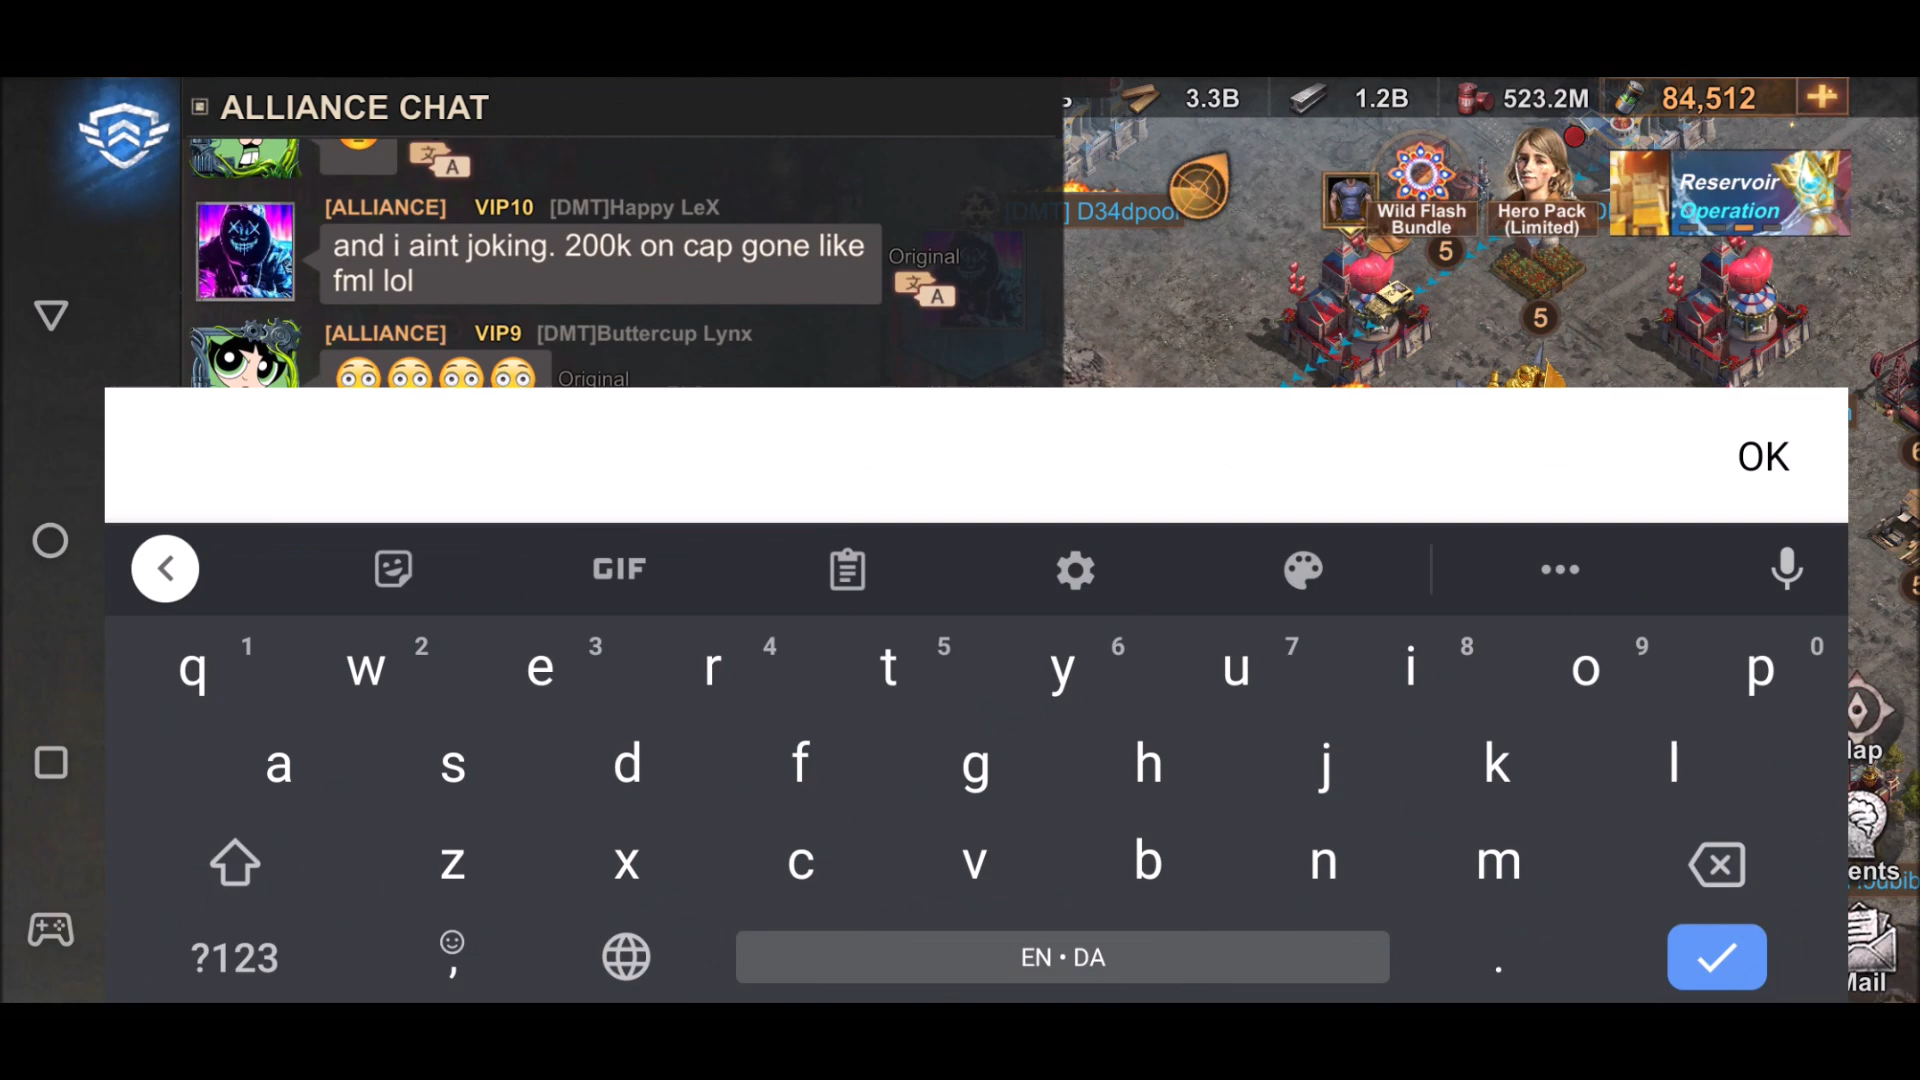 ALLIANCE CHAT
3.3B
1.2B
523.2M
84,512
A
[ALLIANCE] VIP10 [DMT]Happy LeX
and i aint joking. 200k on cap gone like
fml lol
Original
A
[ALLIANCE] VIP9 [DMT]Buttercup Lynx
Original
[DMT] D34dpool
Wild Flash
Bundle
Hero Pack
(Limited)
Reservoir
Operation
5
5
OK
GIF
q 1 w 2 e 3 r 4 t 5 y 6 u 7 i 8 o 9 p 0
a s d f g h j k l
z x c v b n m
?123 , EN • DA .
Mail